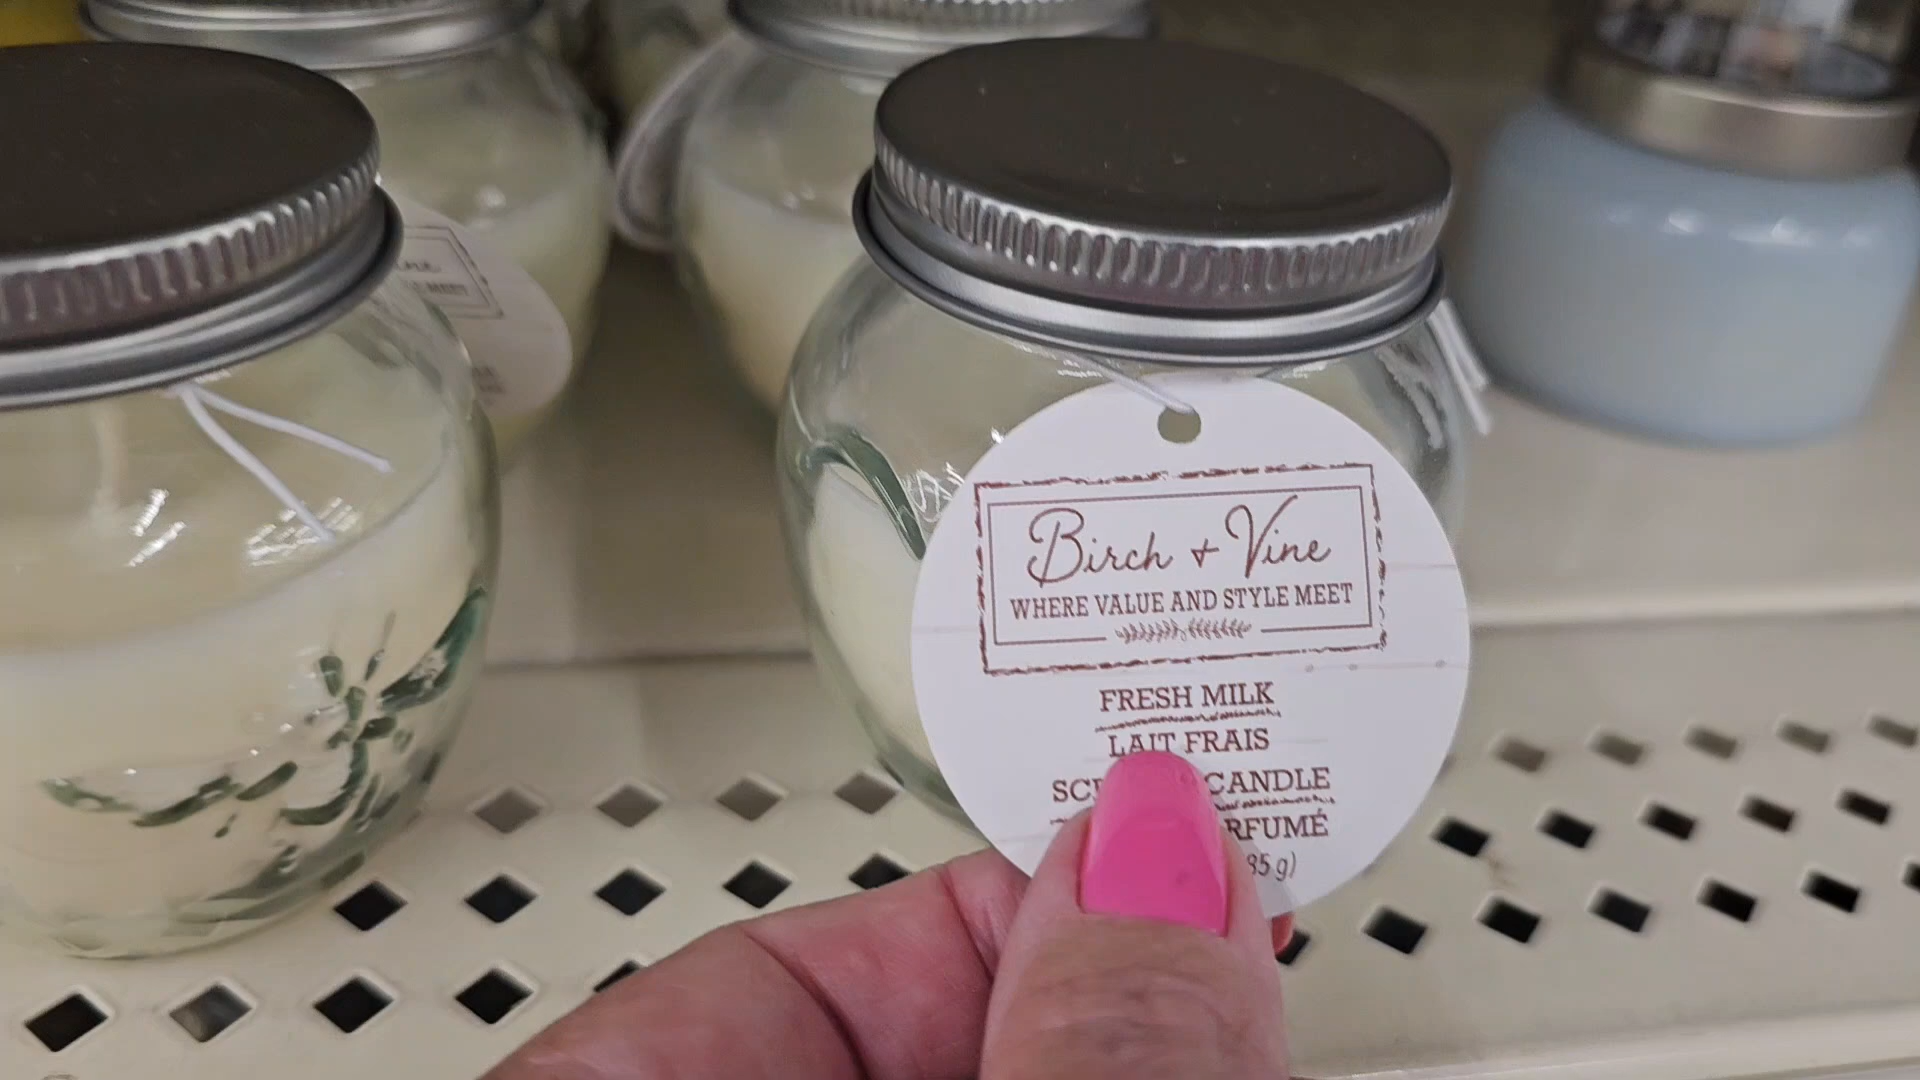 Birch + Vine
WHERE VALUE AND STYLE MEET
FRESH MILK
LAIT FRAIS
CANDLE
85 g)